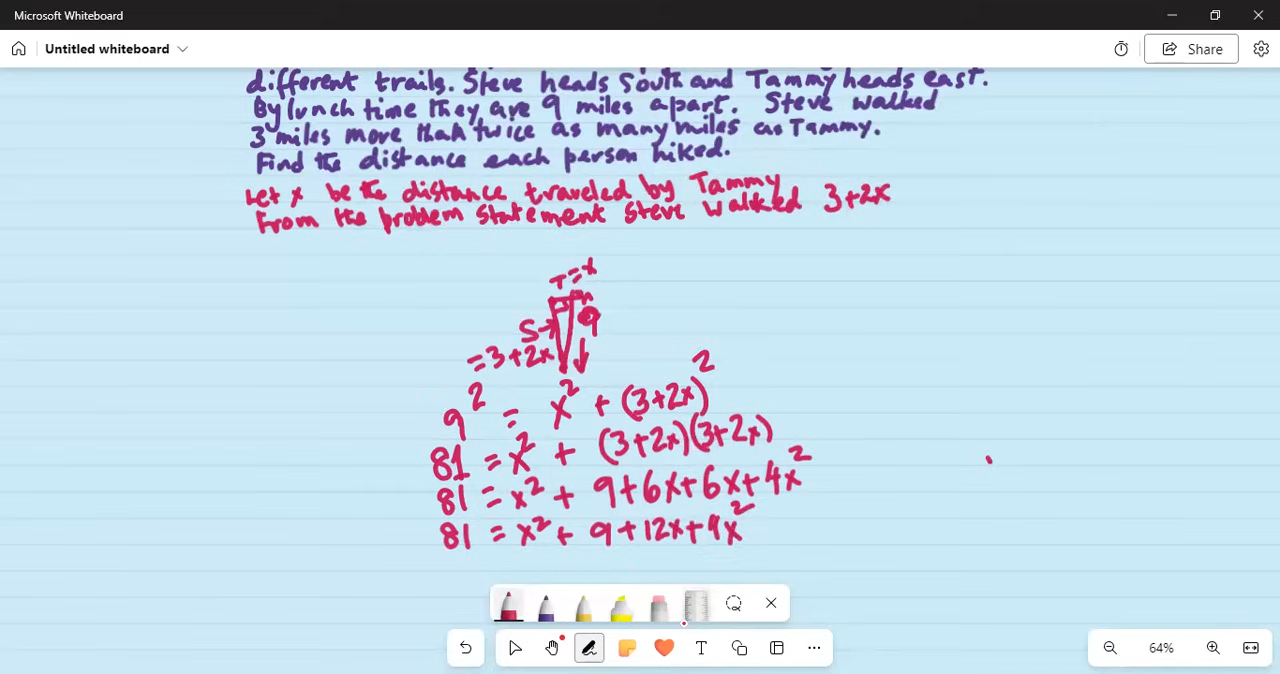 Microsoft Whiteboard
Untitled whiteboard
Share
different trails. Steve heads South and Tammy heads east.
By lunch time they are 9 miles apart. Steve walked
3 miles more than twice as many miles as Tammy.
Find the distance each person hiked.
Let x be the distance traveled by Tammy
From the problem statement Steve walked 3+2x
T=x
S→ 9
=3+2x
9² = x² + (3+2x)²
81 = x² + (3+2x)(3+2x)
81 = x² + 9+6x+6x+4x²
81 = x² + 9+12x+4x²
64%